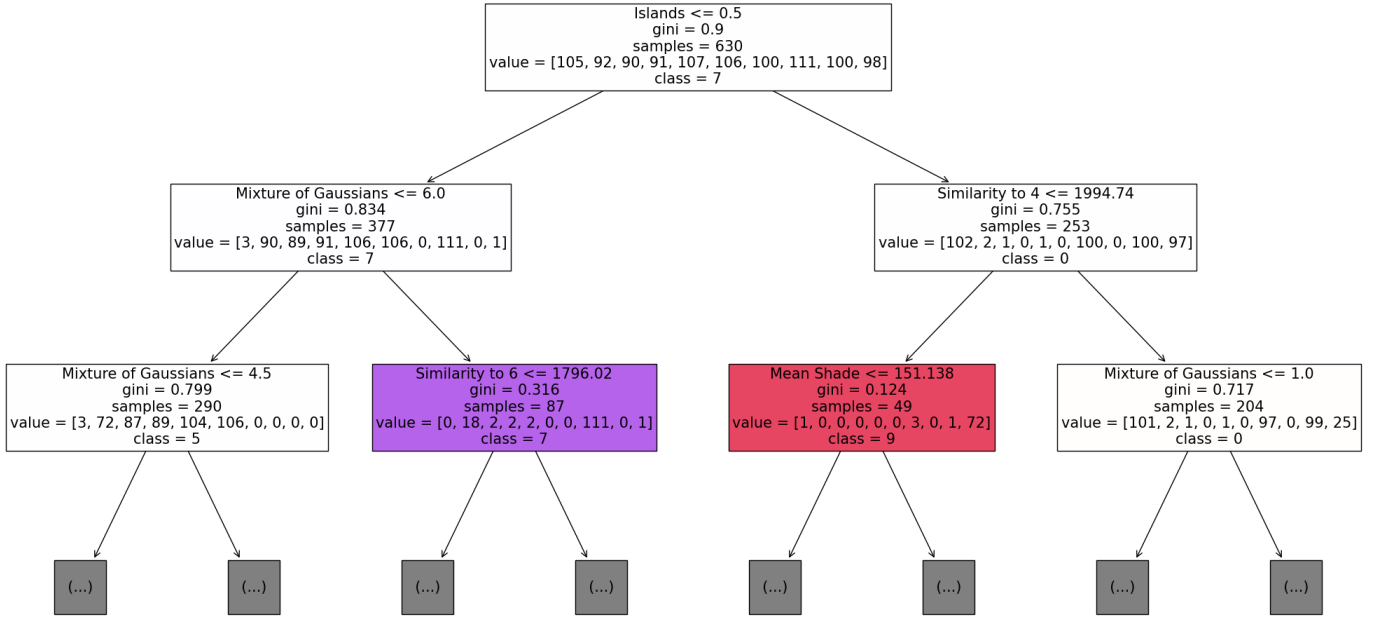 Islands <= 0.5
gini = 0.9
samples = 630
value = [105, 92, 90, 91, 107, 106, 100, 111, 100, 98]
class = 7
Mixture of Gaussians <= 6.0
gini = 0.834
samples = 377
value = [3, 90, 89, 91, 106, 106, 0, 111, 0, 1]
class = 7
Similarity to 4 <= 1994.74
gini = 0.755
samples = 253
value = [102, 2, 1, 0, 1, 0, 100, 0, 100, 97]
class = 0
Mixture of Gaussians <= 4.5
gini = 0.799
samples = 290
value = [3, 72, 87, 89, 104, 106, 0, 0, 0, 0]
class = 5
Similarity to 6 <= 1796.02
gini = 0.316
samples = 87
value = [0, 18, 2, 2, 2, 0, 0, 111, 0, 1]
class = 7
Mean Shade <= 151.138
gini = 0.124
samples = 49
value = [1, 0, 0, 0, 0, 0, 3, 0, 1, 72]
class = 9
Mixture of Gaussians <= 1.0
gini = 0.717
samples = 204
value = [101, 2, 1, 0, 1, 0, 97, 0, 99, 25]
class = 0
(...)
(...)
(...)
(...)
(...)
(...)
(...)
(...)